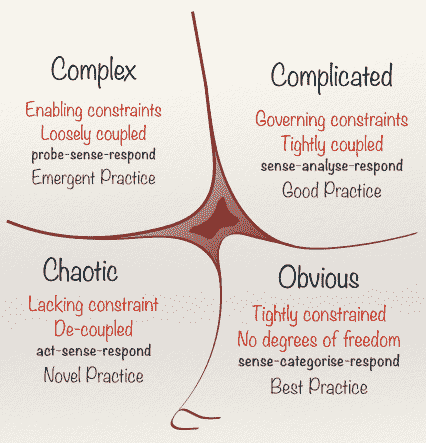 Complex
Enabling constraints
Loosely coupled
probe-sense-respond
Emergent Practice
Complicated
Governing constraints
Tightly coupled
sense-analyse-respond
Good Practice
Chaotic
Lacking constraint
De-coupled
act-sense-respond
Novel Practice
Obvious
Tightly constrained
No degrees of freedom
sense-categorise-respond
Best Practice